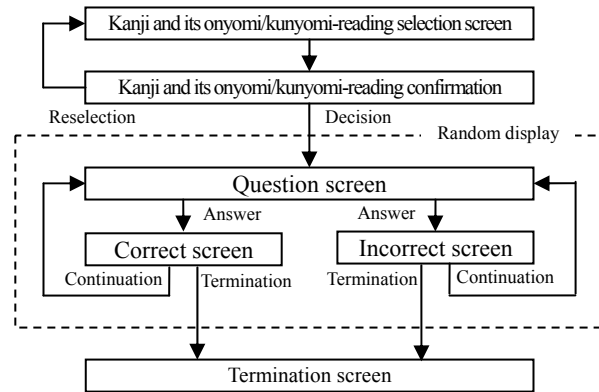 Kanji and its onyomi/kunyomi-reading selection screen
Kanji and its onyomi/kunyomi-reading confirmation
Reselection
Decision
Random display
Question screen
Answer
Answer
Correct screen
Incorrect screen
Continuation
Termination
Termination
Continuation
Termination screen